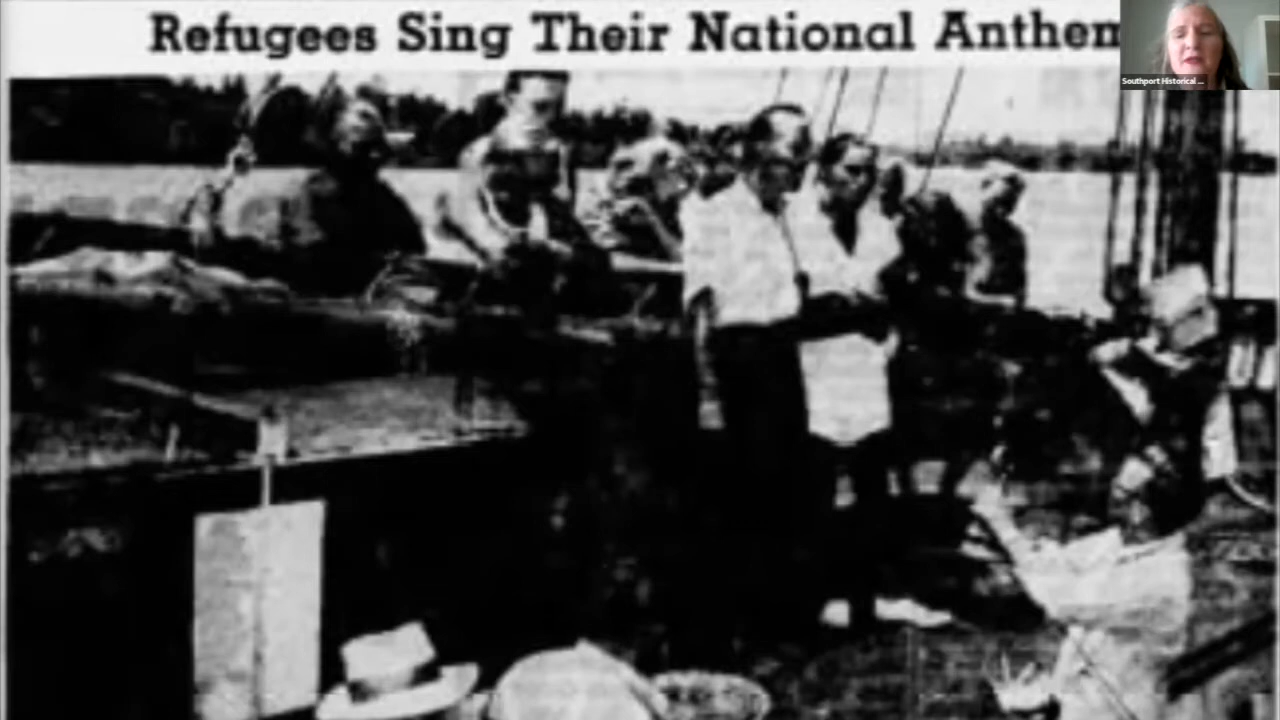 Refugees Sing Their National Anthem
Southport Historical ...